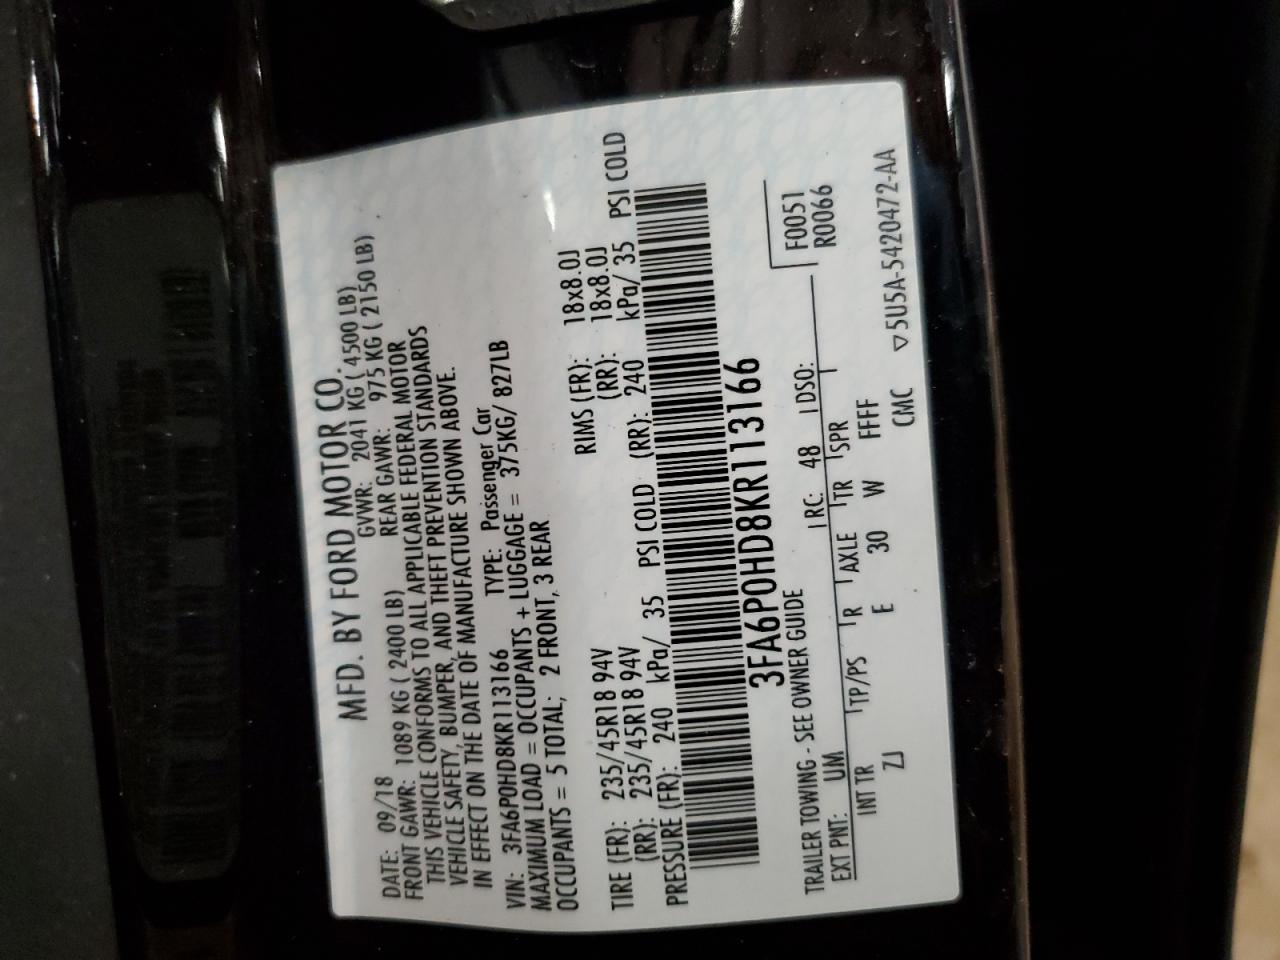 MFD. BY FORD MOTOR CO.
DATE: 09/18 GVWR: 2041 KG ( 4500 LB)
FRONT GAWR: 1089 KG ( 2400 LB) REAR GAWR: 975 KG ( 2150 LB)
THIS VEHICLE CONFORMS TO ALL APPLICABLE FEDERAL MOTOR
VEHICLE SAFETY, BUMPER, AND THEFT PREVENTION STANDARDS
IN EFFECT ON THE DATE OF MANUFACTURE SHOWN ABOVE.
VIN: 3FA6P0HD8KR113166 TYPE: Passenger Car
MAXIMUM LOAD = OCCUPANTS + LUGGAGE = 375KG/ 827LB
OCCUPANTS = 5 TOTAL; 2 FRONT, 3 REAR
TIRE (FR): 235/45R18 94V RIMS (FR): 18x8.0J
(RR): 235/45R18 94V (RR): 18x8.0J
PRESSURE (FR): 240 kPa/ 35 PSI COLD (RR): 240 kPa/ 35 PSI COLD
3FA6P0HD8KR113166
F0051
R0066
TRAILER TOWING - SEE OWNER GUIDE RC: 48 DSO:
EXT PNT: UM
INT TR TP/PS R AXLE TR SPR
ZJ E 30 W FFF
CMC ▽5U5A-5420472-AA